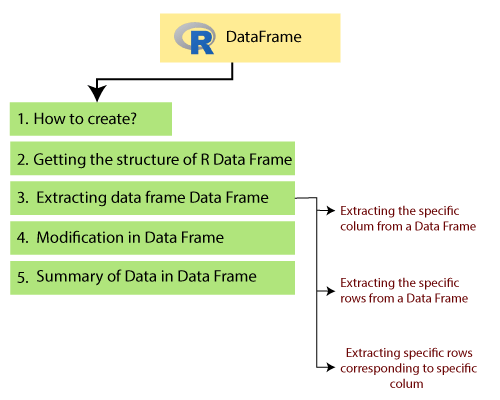 R DataFrame
1. How to create?
2. Getting the structure of R Data Frame
3. Extracting data frame Data Frame
4. Modification in Data Frame
5. Summary of Data in Data Frame
Extracting the specific
colum from a Data Frame
Extracting the specific
rows from a Data Frame
Extracting specific rows
corresponding to specific
colum